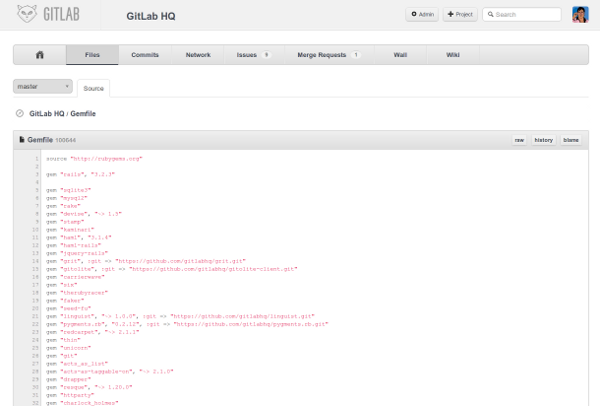 GITLAB
GitLab HQ
Admin
Project
Search
Files
Commits
Network
Issues 6
Merge Requests 1
Wall
Wiki
master
Source
GitLab HQ / Gemfile
Gemfile 100644
raw
history
blame
1 source "http://rubygems.org"
2
3 gem "rails", "3.2.3"
4
5 gem "sqlite3"
6 gem "mysql2"
7 gem "rake"
8 gem "devise", "~> 1.5"
9 gem "stamp"
10 gem "kaminari"
11 gem "haml", "3.1.4"
12 gem "haml-rails"
13 gem "jquery-rails"
14 gem "grit", :git => "https://github.com/gitlabhq/grit.git"
15 gem "gitolite", :git => "https://github.com/gitlabhq/gitolite-client.git"
16 gem "carrierwave"
17 gem "six"
18 gem "therubyracer"
19 gem "faker"
20 gem "seed-fu"
21 gem "linguist", "~> 1.0.0", :git => "https://github.com/gitlabhq/linguist.git"
22 gem "pygments.rb", "0.2.12", :git => "https://github.com/gitlabhq/pygments.rb.git"
23 gem "redcarpet", "~> 2.1.1"
24 gem "thin"
25 gem "unicorn"
26 gem "git"
27 gem "acts_as_list"
28 gem "acts-as-taggable-on", "~> 2.1.0"
29 gem "drapper"
30 gem "resque", "~> 1.20.0"
31 gem "httparty"
32 gem "charlock_holmes"